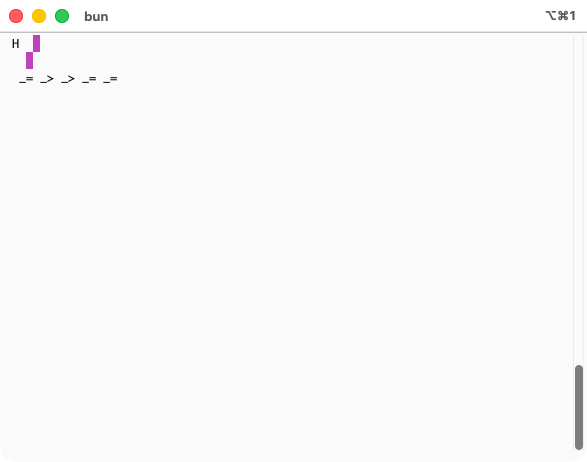 bun ⌥⌘1
H
_= _> _> _= _=